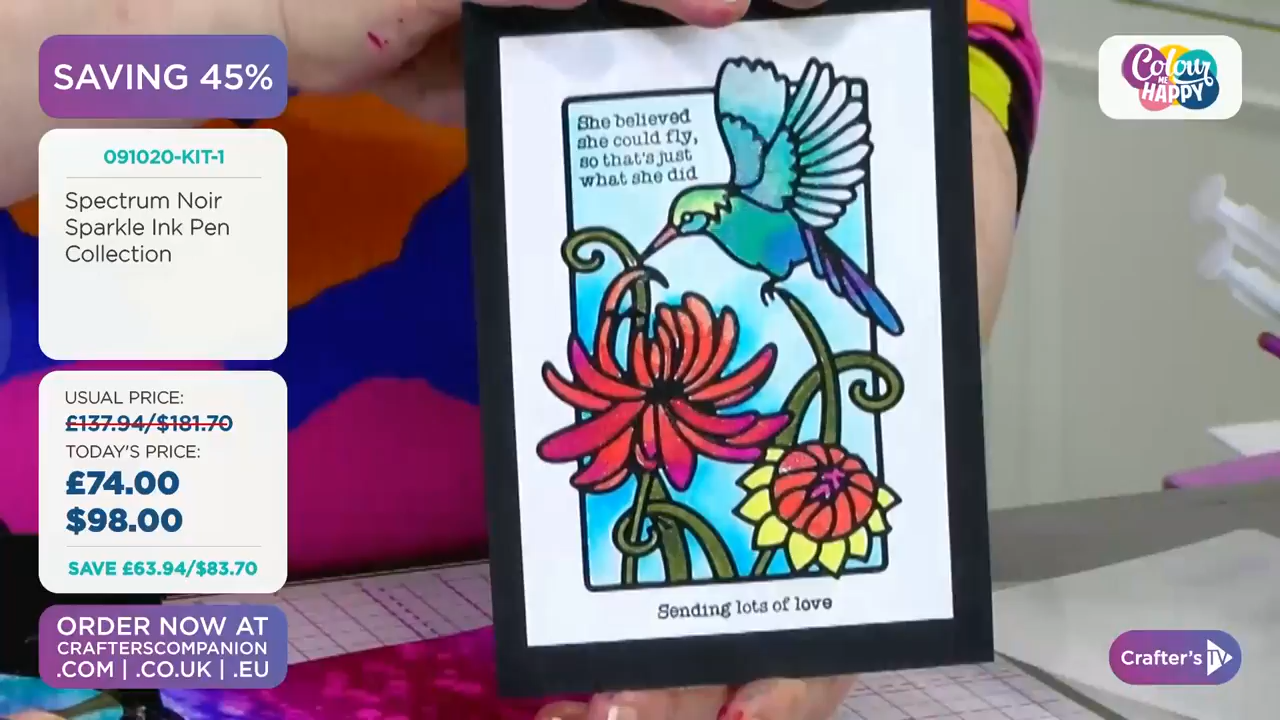 SAVING 45%
091020-KIT-1
Spectrum Noir
Sparkle Ink Pen
Collection
USUAL PRICE:
£137.94/$181.70
TODAY'S PRICE:
£74.00
$98.00
SAVE £63.94/$83.70
ORDER NOW AT
CRAFTERSCOMPANION
.COM | .CO.UK | .EU
She believed
she could fly,
so that's just
what she did
Sending lots of love
Colour
ME
HAPPY
Crafter's TV